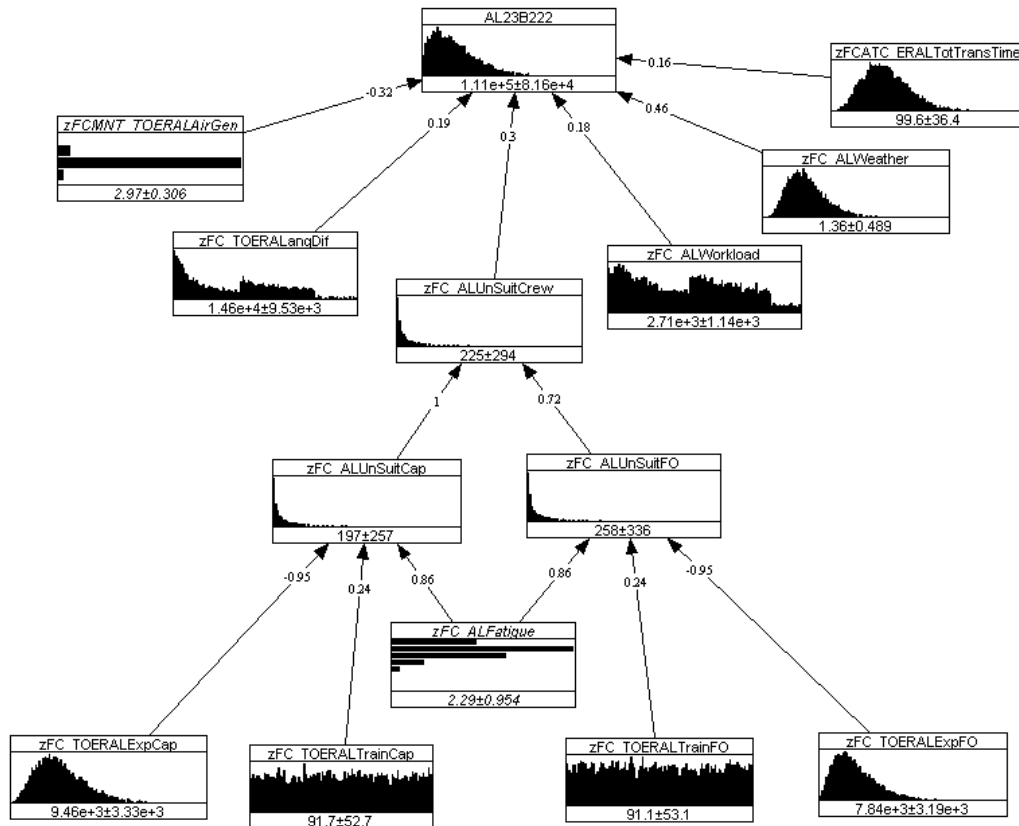 AL23B222
1.11e+5±8.16e+4
zFCATC_ERALTotTransTime
99.6±36.4
0.16
-0.32
0.19
0.3
0.18
0.46
zFCMNT_TOERALAirGen
2.97±0.306
zFC_ALWeather
1.36±0.489
zFC_TOERALangDif
1.46e+4±9.53e+3
zFC_ALWorkload
2.71e+3±1.14e+3
zFC_ALUnSuitCrew
225±294
1
0.72
zFC_ALUnSuitCap
197±257
zFC_ALUnSuitFO
258±336
-0.95
0.24
0.86
0.86
0.24
-0.95
zFC_ALFatigue
2.29±0.954
zFC_TOERALExpCap
9.46e+3±3.33e+3
zFC_TOERALTrainCap
91.7±52.7
zFC_TOERALTrainFO
91.1±53.1
zFC_TOERALExpFO
7.84e+3±3.19e+3